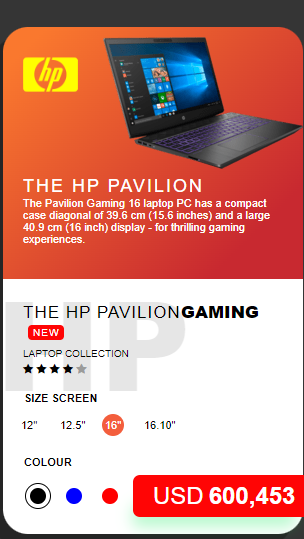 hp
THE HP PAVILION
The Pavilion Gaming 16 laptop PC has a compact
case diagonal of 39.6 cm (15.6 inches) and a large
40.9 cm (16 inch) display - for thrilling gaming
experiences.
HP
THE HP PAVILIONGAMING
NEW
LAPTOP COLLECTION
SIZE SCREEN
12" 12.5" 16" 16.10"
COLOUR
USD 600,453